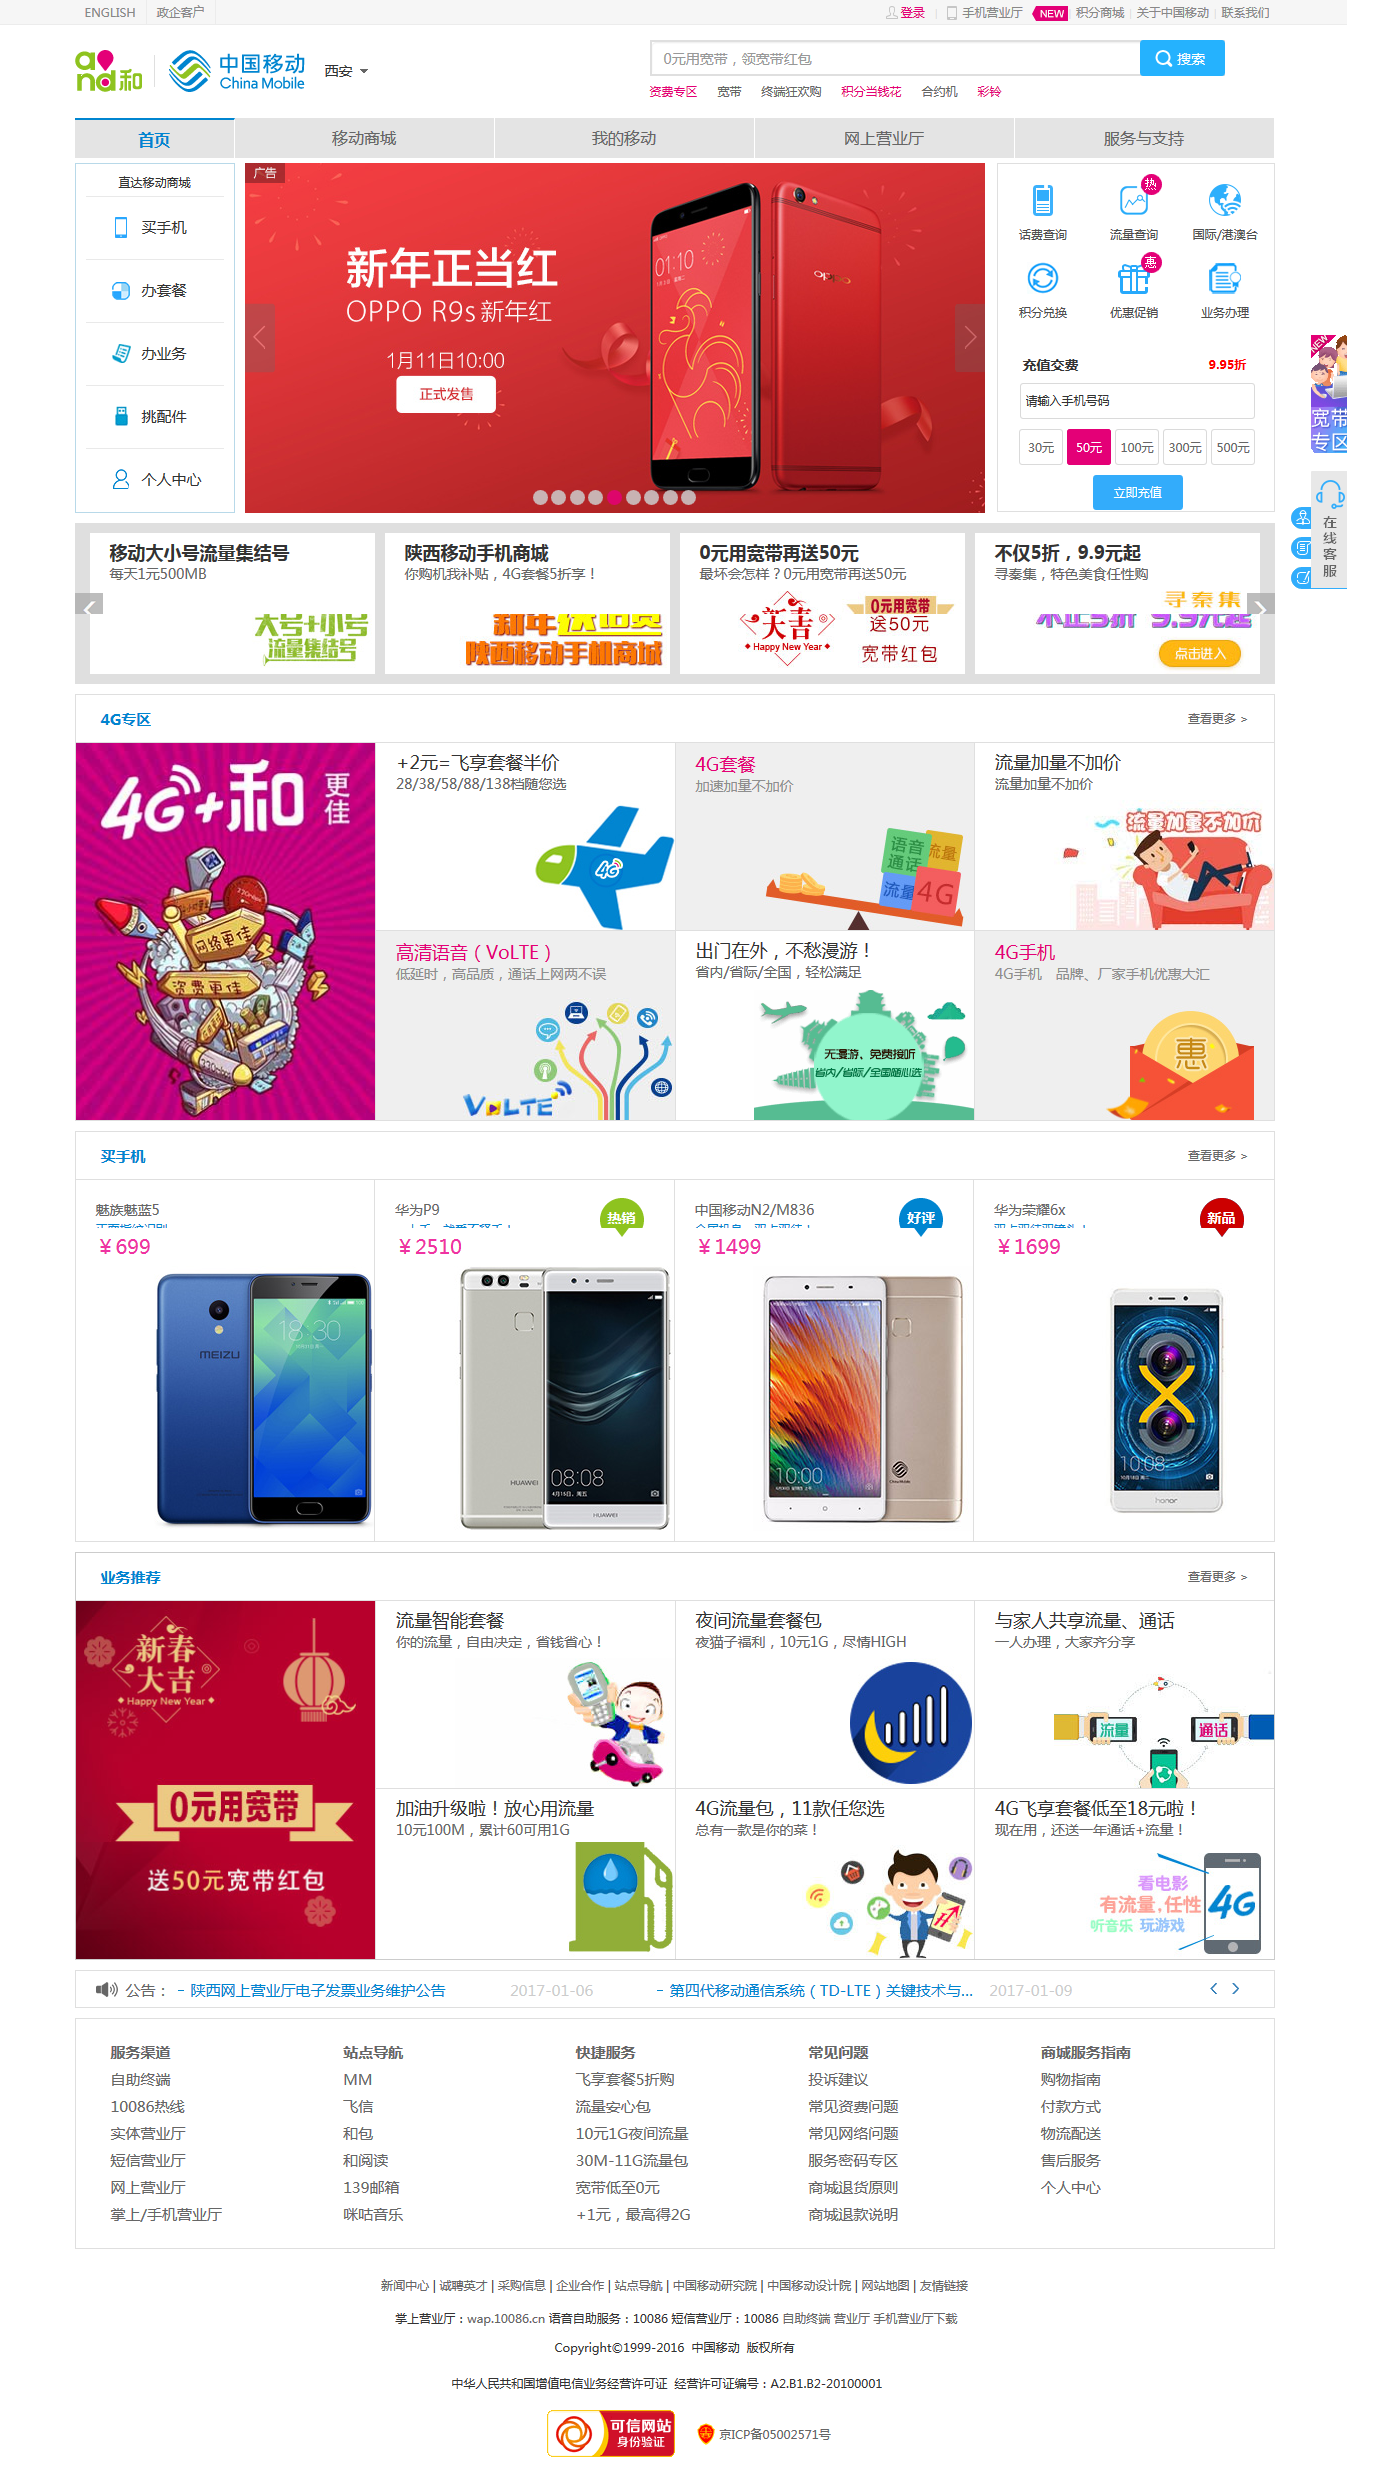 ENGLISH 政企客户 登录 手机营业厅 NEW 积分商城 关于中国移动 联系我们
and和 中国移动 China Mobile 西安
0元用宽带，领宽带红包 搜索
资费专区 宽带 终端狂欢购 积分当钱花 合约机 彩铃
首页 移动商城 我的移动 网上营业厅 服务与支持
直达移动商城
买手机
办套餐
办业务
挑配件
个人中心
广告
新年正当红
OPPO R9s 新年红
1月11日10:00
正式发售
01:10
OPPO
热
话费查询 流量查询 国际/港澳台
惠
积分兑换 优惠促销 业务办理
充值交费 9.95折
请输入手机号码
30元 50元 100元 300元 500元
立即充值
NEW
宽带
专区
在线客服
移动大小号流量集结号
每天1元500MB
大号+小号
流量集结号
陕西移动手机商城
你购机我补贴，4G套餐5折享！
陕西移动手机商城
0元用宽带再送50元
最坏会怎样？0元用宽带再送50元
大吉
Happy New Year
0元用宽带
送50元
宽带红包
不仅5折，9.9元起
寻秦集，特色美食任性购
寻秦集
不止5折 9.9元起
点击进入
4G专区 查看更多 >
4G+和 更佳
网络更佳
资费更佳
+2元=飞享套餐半价
28/38/58/88/138档随您选
4G
4G套餐
加速加量不加价
语音
通话
流量
流量
4G
流量加量不加价
流量加量不加价
流量加量不加价
高清语音（VoLTE）
低延时，高品质，通话上网两不误
VoLTE
出门在外，不愁漫游！
省内/省际/全国，轻松满足
无漫游、免费接听
省内/省际/全国随心选
4G手机
4G手机 品牌、厂家手机优惠大汇
惠
买手机 查看更多 >
魅族魅蓝5
￥699
18:30
MEIZU
华为P9
热销
￥2510
HUAWEI
08:08
HUAWEI
中国移动N2/M836
好评
￥1499
10:00
华为荣耀6x
新品
￥1699
10:08
honor
业务推荐 查看更多 >
新春
大吉
Happy New Year
0元用宽带
送50元宽带红包
流量智能套餐
你的流量，自由决定，省钱省心！
夜间流量套餐包
夜猫子福利，10元1G，尽情HIGH
与家人共享流量、通话
一人办理，大家齐分享
流量 通话
加油升级啦！放心用流量
10元100M，累计60可用1G
4G流量包，11款任您选
总有一款是你的菜！
4G飞享套餐低至18元啦！
现在用，还送一年通话+流量！
看电影
有流量,任性
听音乐 玩游戏
4G
公告： - 陕西网上营业厅电子发票业务维护公告 2017-01-06 - 第四代移动通信系统（TD-LTE）关键技术与... 2017-01-09
服务渠道 站点导航 快捷服务 常见问题 商城服务指南
自助终端 MM 飞享套餐5折购 投诉建议 购物指南
10086热线 飞信 流量安心包 常见资费问题 付款方式
实体营业厅 和包 10元1G夜间流量 常见网络问题 物流配送
短信营业厅 和阅读 30M-11G流量包 服务密码专区 售后服务
网上营业厅 139邮箱 宽带低至0元 商城退货原则 个人中心
掌上/手机营业厅 咪咕音乐 +1元，最高得2G 商城退款说明
新闻中心 | 诚聘英才 | 采购信息 | 企业合作 | 站点导航 | 中国移动研究院 | 中国移动设计院 | 网站地图 | 友情链接
掌上营业厅：wap.10086.cn 语音自助服务：10086 短信营业厅：10086 自助终端 营业厅 手机营业厅下载
Copyright©1999-2016 中国移动 版权所有
中华人民共和国增值电信业务经营许可证 经营许可证编号：A2.B1.B2-20100001
可信网站
身份验证
京ICP备05002571号